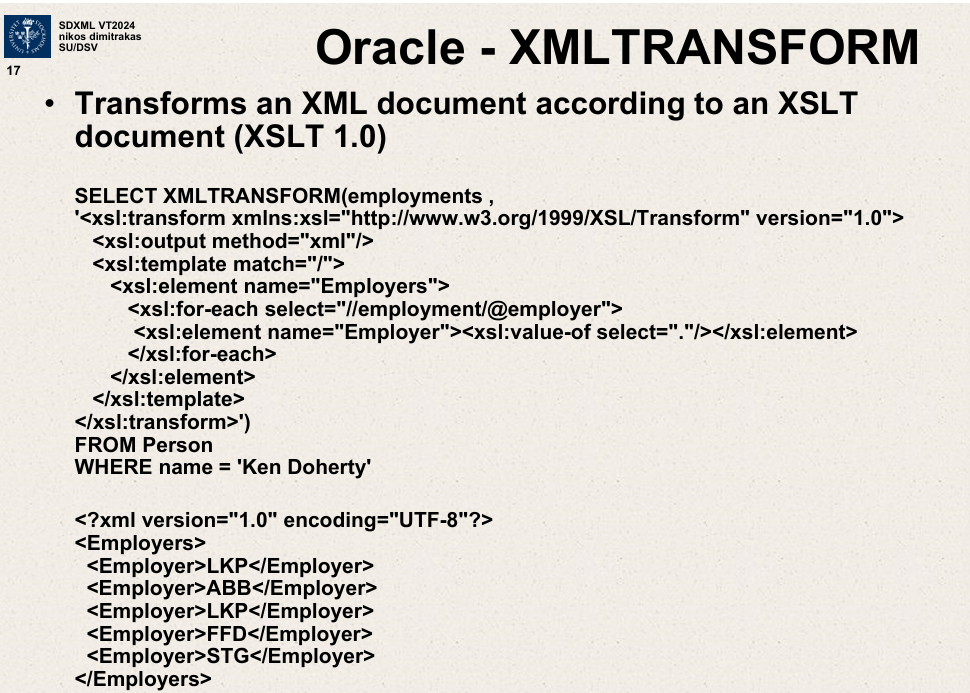 SDXML VT2024
nikos dimitrakas
SU/DSV
17
Oracle - XMLTRANSFORM
• Transforms an XML document according to an XSLT
document (XSLT 1.0)
SELECT XMLTRANSFORM(employments ,
'<xsl:transform xmlns:xsl="http://www.w3.org/1999/XSL/Transform" version="1.0">
<xsl:output method="xml"/>
<xsl:template match="/">
<xsl:element name="Employers">
<xsl:for-each select="//employment/@employer">
<xsl:element name="Employer"><xsl:value-of select="."/></xsl:element>
</xsl:for-each>
</xsl:element>
</xsl:template>
</xsl:transform>')
FROM Person
WHERE name = 'Ken Doherty'
<?xml version="1.0" encoding="UTF-8"?>
<Employers>
<Employer>LKP</Employer>
<Employer>ABB</Employer>
<Employer>LKP</Employer>
<Employer>FFD</Employer>
<Employer>STG</Employer>
</Employers>